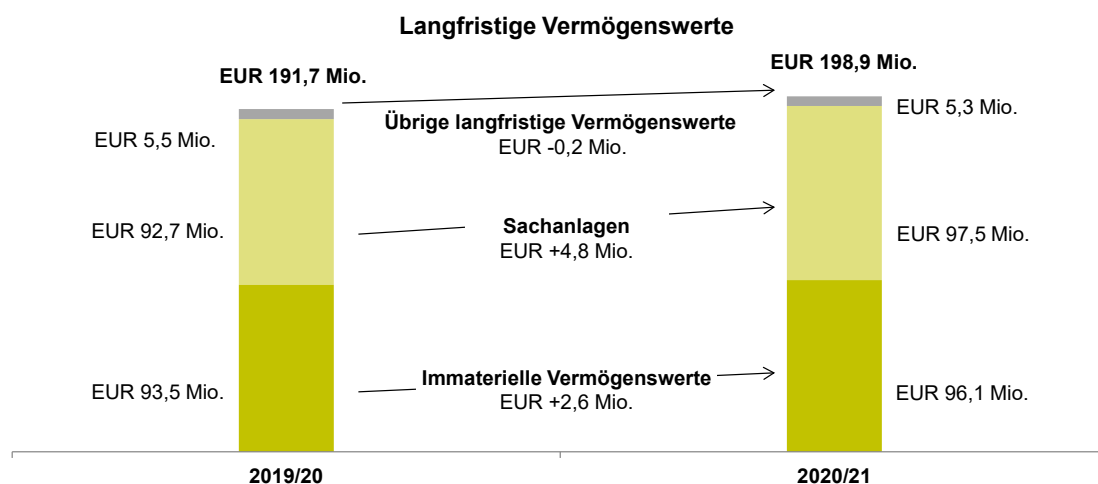 Langfristige Vermögenswerte
EUR 191,7 Mio.
EUR 198,9 Mio.
EUR 5,5 Mio.
Übrige langfristige Vermögenswerte
EUR -0,2 Mio.
EUR 5,3 Mio.
EUR 92,7 Mio.
Sachanlagen
EUR +4,8 Mio.
EUR 97,5 Mio.
EUR 93,5 Mio.
Immaterielle Vermögenswerte
EUR +2,6 Mio.
EUR 96,1 Mio.
2019/20
2020/21